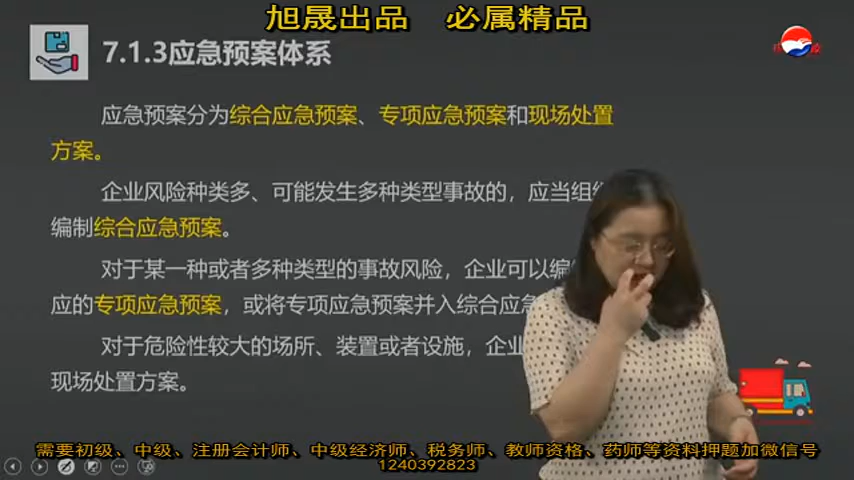 旭晟出品 必属精品
7.1.3应急预案体系
应急预案分为综合应急预案、专项应急预案和现场处置
方案。
企业风险种类多、可能发生多种类型事故的，应当组
编制综合应急预案。
对于某一种或者多种类型的事故风险，企业可以编
应的专项应急预案，或将专项应急预案并入综合应急
对于危险性较大的场所、装置或者设施，企业
现场处置方案。
需要初级、中级、注册会计师、中级经济师、税务师、教师资格、药师等资料押题加微信号
1240392823